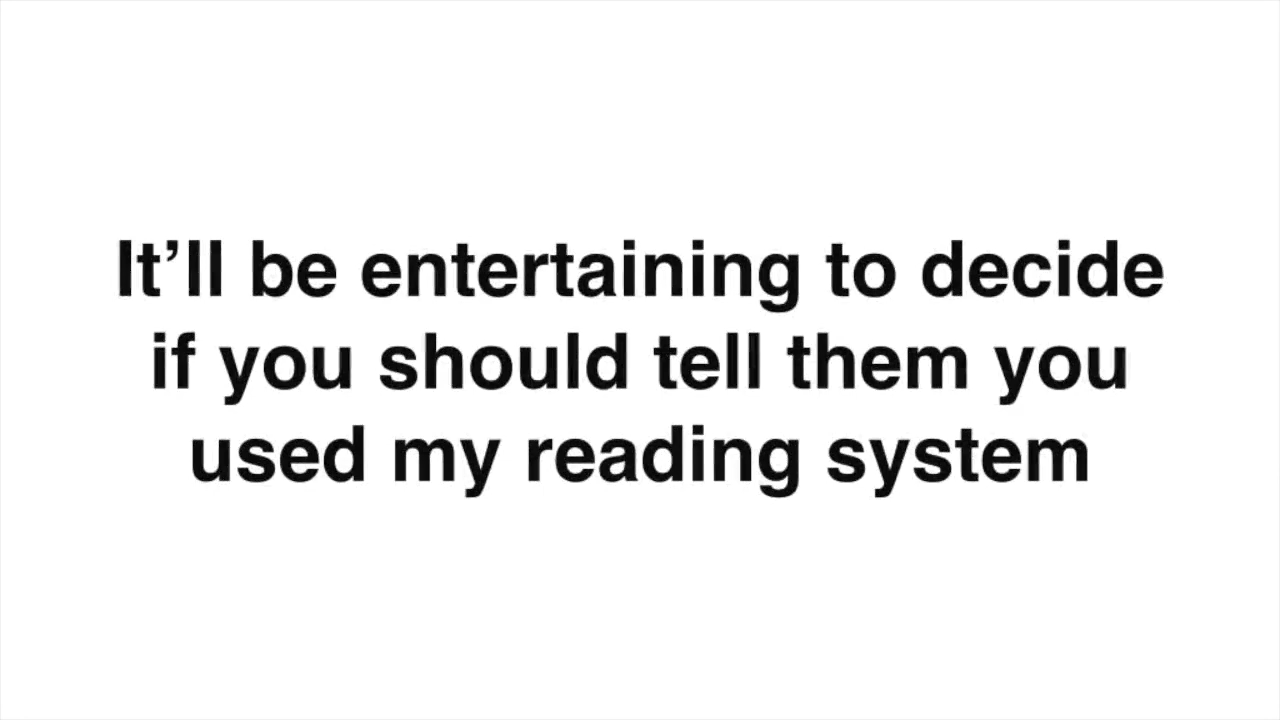 It’ll be entertaining to decide
if you should tell them you
used my reading system